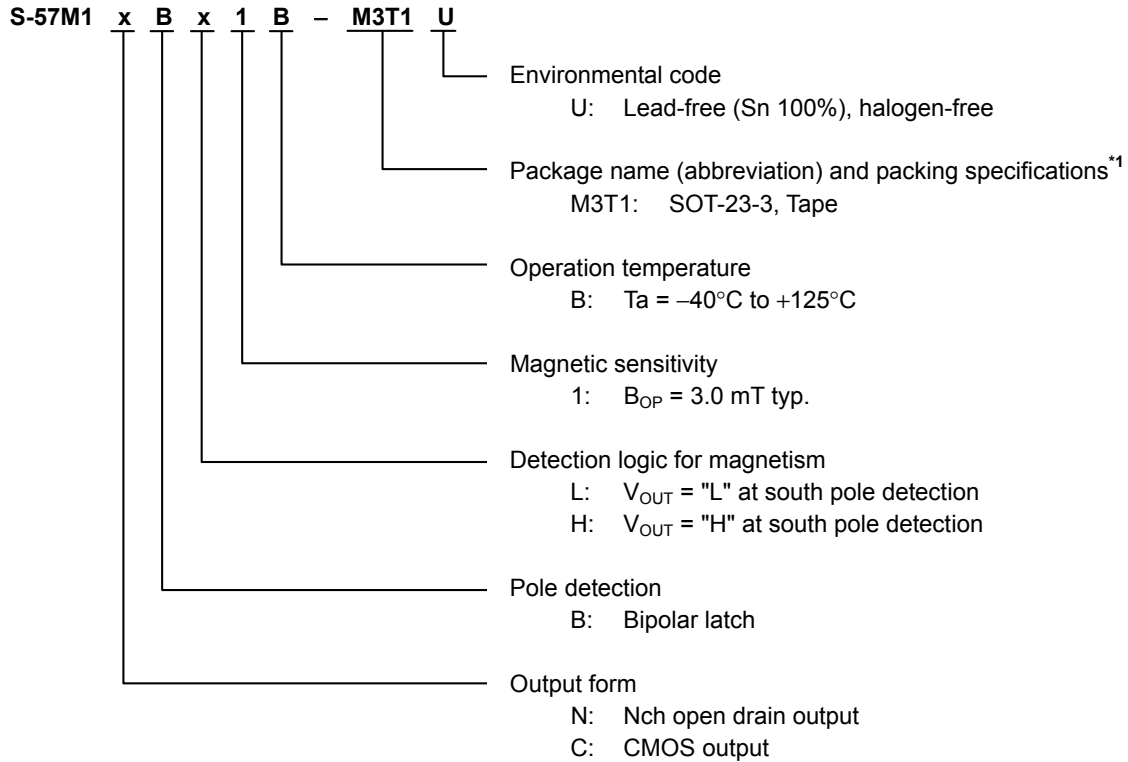 S-57M1 x B x 1 B – M3T1 U
Environmental code
U: Lead-free (Sn 100%), halogen-free
Package name (abbreviation) and packing specifications*1
M3T1: SOT-23-3, Tape
Operation temperature
B: Ta = −40°C to +125°C
Magnetic sensitivity
1: BOP = 3.0 mT typ.
Detection logic for magnetism
L: VOUT = "L" at south pole detection
H: VOUT = "H" at south pole detection
Pole detection
B: Bipolar latch
Output form
N: Nch open drain output
C: CMOS output